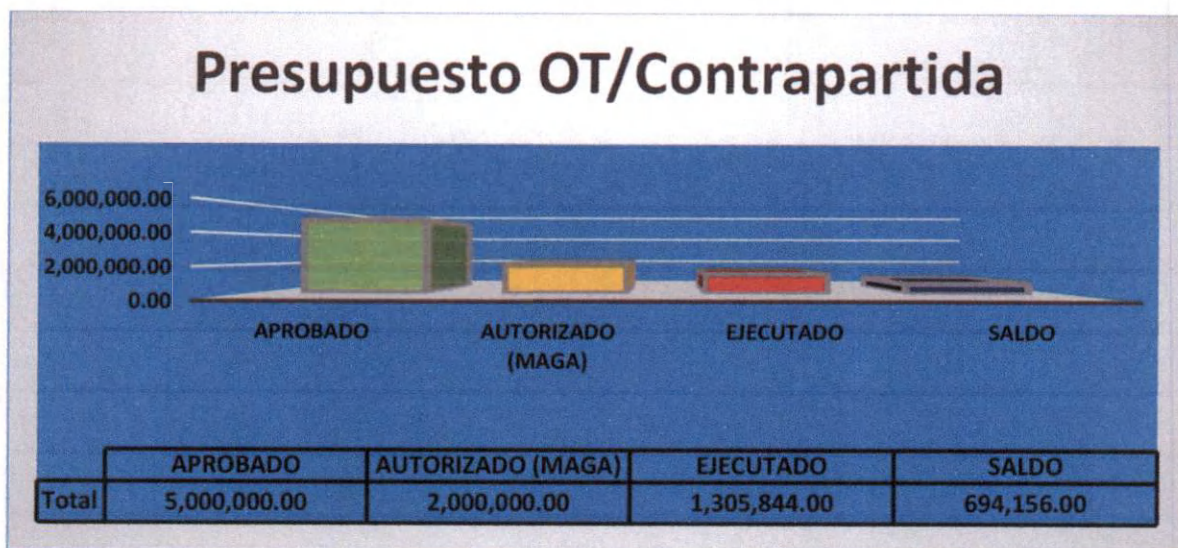 Presupuesto OT/Contrapartida
6,000,000.00
4,000,000.00
2,000,000.00
0.00
APROBADO AUTORIZADO (MAGA) EJECUTADO SALDO
APROBADO AUTORIZADO (MAGA) EJECUTADO SALDO
Total 5,000,000.00 2,000,000.00 1,305,844.00 694,156.00